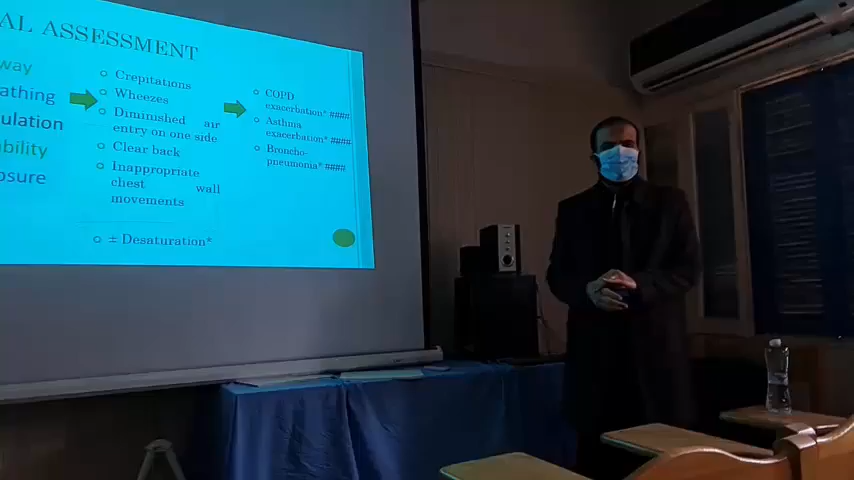 AL ASSESSMENT
way
athing
ulation
ability
osure
Crepitations
Wheezes
Diminished air
entry on one side
Clear back
Inappropriate
chest wall
movements
± Desaturation*
COPD
exacerbation* ####
Asthma
exacerbation* ####
Broncho-
pneumonia* ####